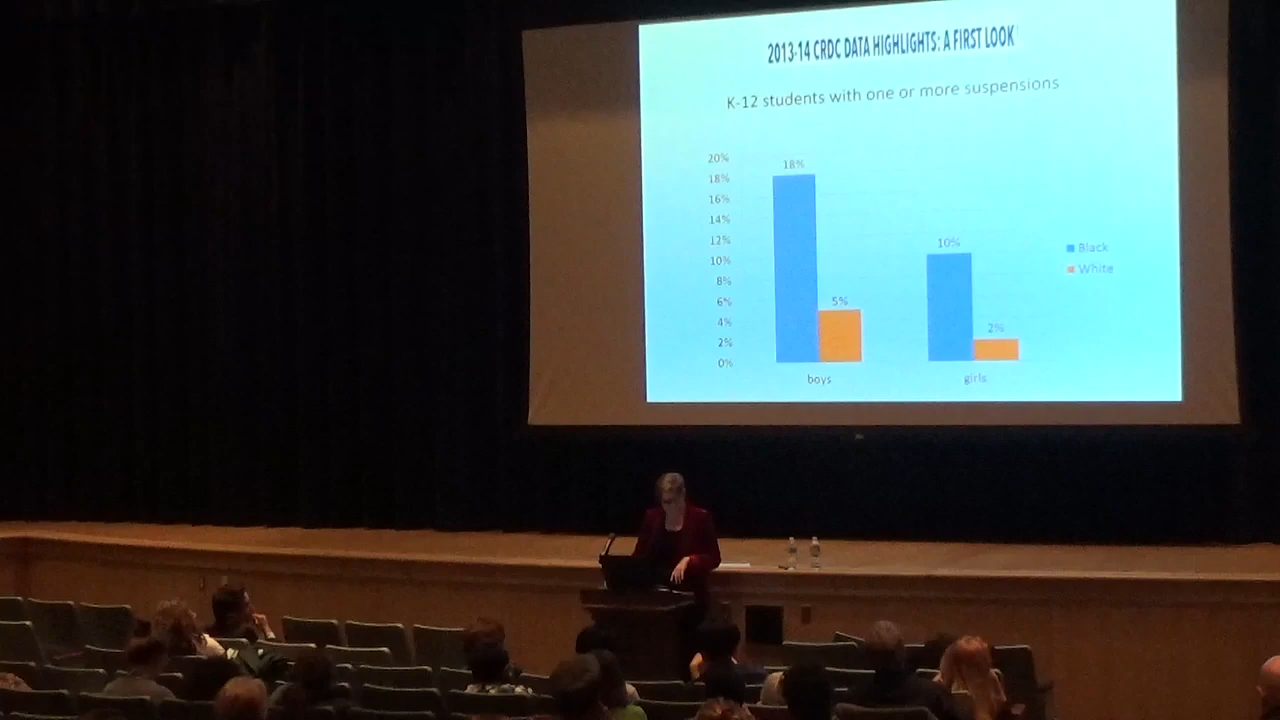 2013-14 CRDC DATA HIGHLIGHTS: A FIRST LOOK
K-12 students with one or more suspensions
20%
18%
16%
14%
12%
10%
8%
6%
4%
2%
0%
18%
5%
10%
2%
boys
girls
Black
White